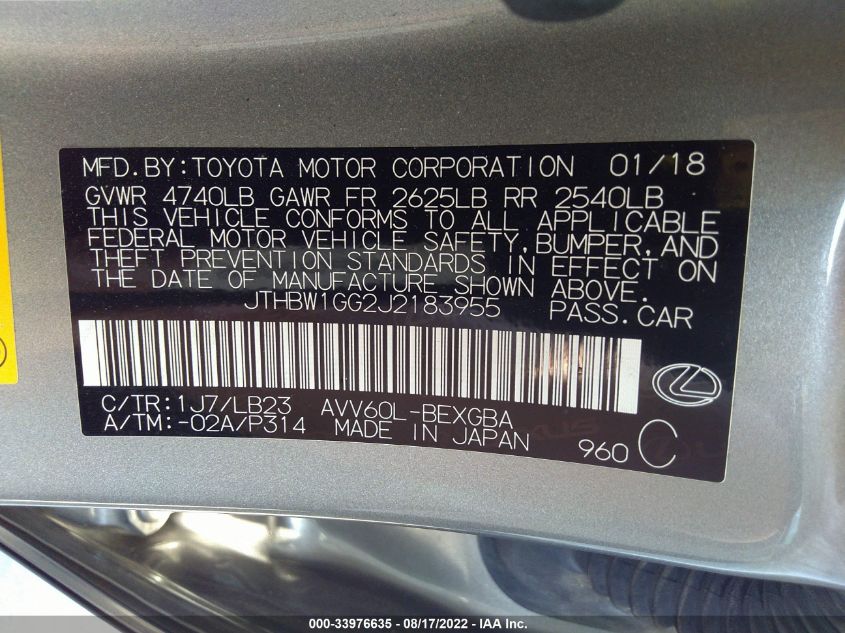 MFD.BY:TOYOTA MOTOR CORPORATION 01/18
GVWR 4740LB GAWR FR 2625LB RR 2540LB
THIS VEHICLE CONFORMS TO ALL APPLICABLE
FEDERAL MOTOR VEHICLE SAFETY,BUMPER,AND
THEFT PREVENTION STANDARDS IN EFFECT ON
THE DATE OF MANUFACTURE SHOWN ABOVE.
JTHBW1GG2J2183955 PASS.CAR
C/TR:1J7/LB23 AVV60L-BEXGBA
A/TM:-02A/P314 MADE IN JAPAN 960 C
000-33976635 - 08/17/2022 - IAA Inc.